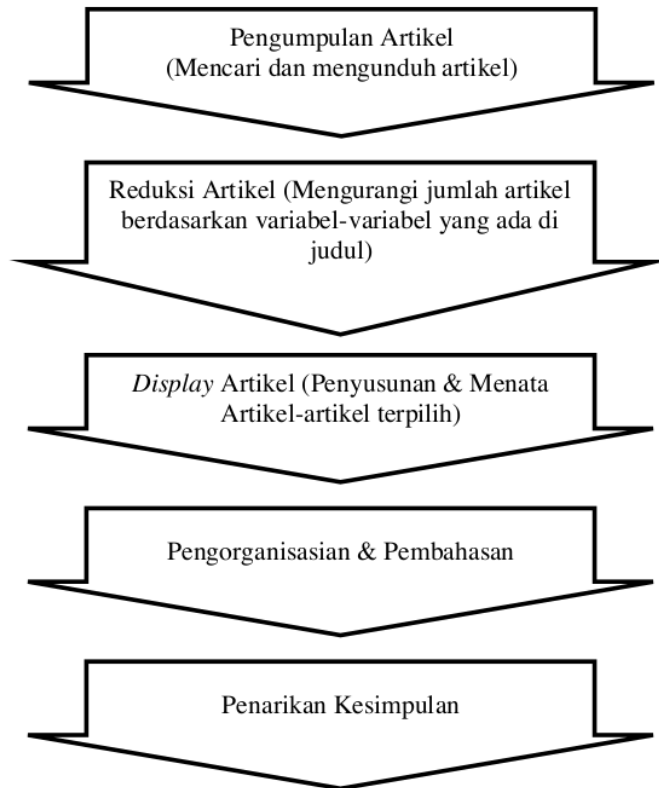 Pengumpulan Artikel
(Mencari dan mengunduh artikel)
Reduksi Artikel (Mengurangi jumlah artikel
berdasarkan variabel-variabel yang ada di
judul)
Display Artikel (Penyusunan & Menata
Artikel-artikel terpilih)
Pengorganisasian & Pembahasan
Penarikan Kesimpulan